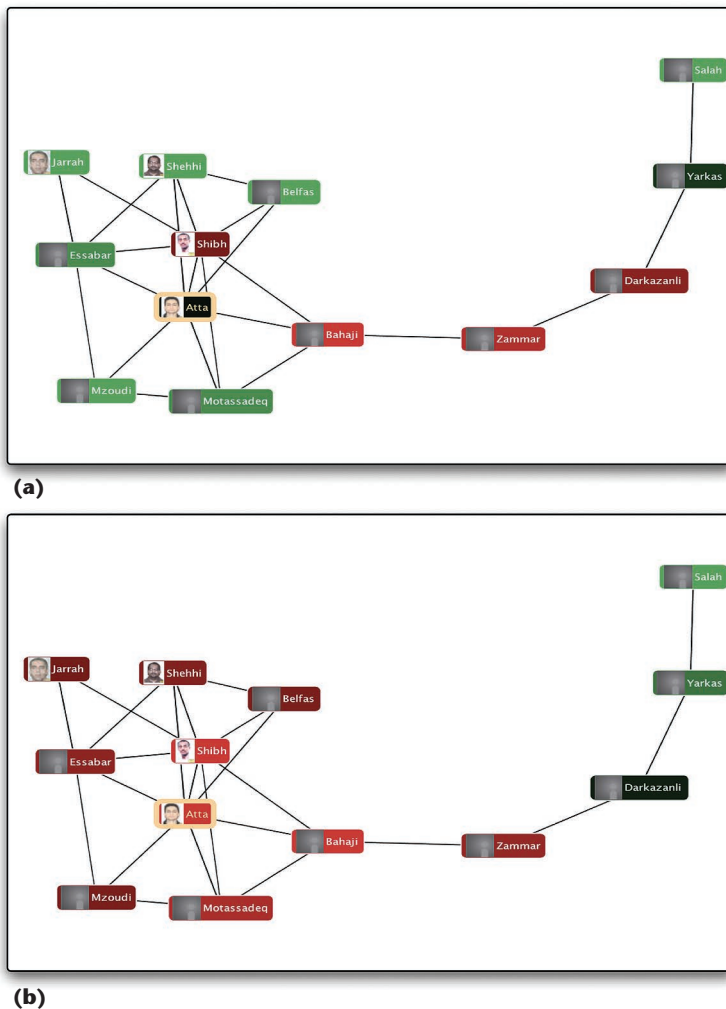 Salah
Jarrah
Shehhi
Yarkas
Belfas
Shibh
Essabar
Darkazanli
Atta
Bahaji
Zammar
Mzoudi
Motassadeq
(a)
Salah
Jarrah
Shehhi
Yarkas
Belfas
Shibh
Essabar
Darkazanli
Atta
Bahaji
Zammar
Mzoudi
Motassadeq
(b)